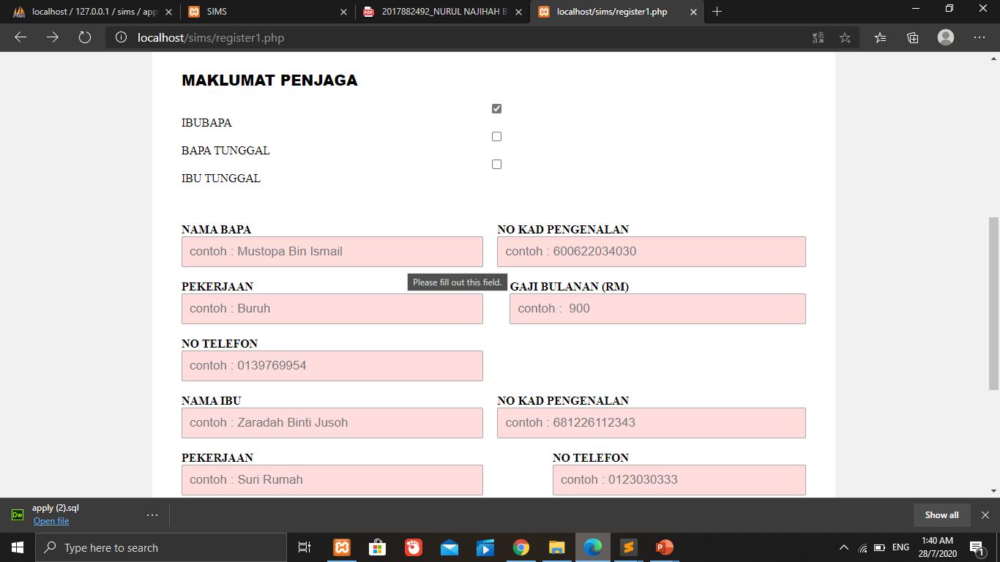 localhost / 127.0.0.1 / sims / app
SIMS
2017882492_NURUL NAJIHAH B
localhost/sims/register1.php
localhost/sims/register1.php
MAKLUMAT PENJAGA
IBUBAPA
BAPA TUNGGAL
IBU TUNGGAL
NAMA BAPA
NO KAD PENGENALAN
contoh : Mustopa Bin Ismail
contoh : 600622034030
Please fill out this field.
PEKERJAAN
GAJI BULANAN (RM)
contoh : Buruh
contoh :  900
NO TELEFON
contoh : 0139769954
NAMA IBU
NO KAD PENGENALAN
contoh : Zaradah Binti Jusoh
contoh : 681226112343
PEKERJAAN
NO TELEFON
contoh : Suri Rumah
contoh : 0123030333
Dw
apply (2).sql
Open file
...
Show all
Type here to search
ENG
1:40 AM
28/7/2020
1